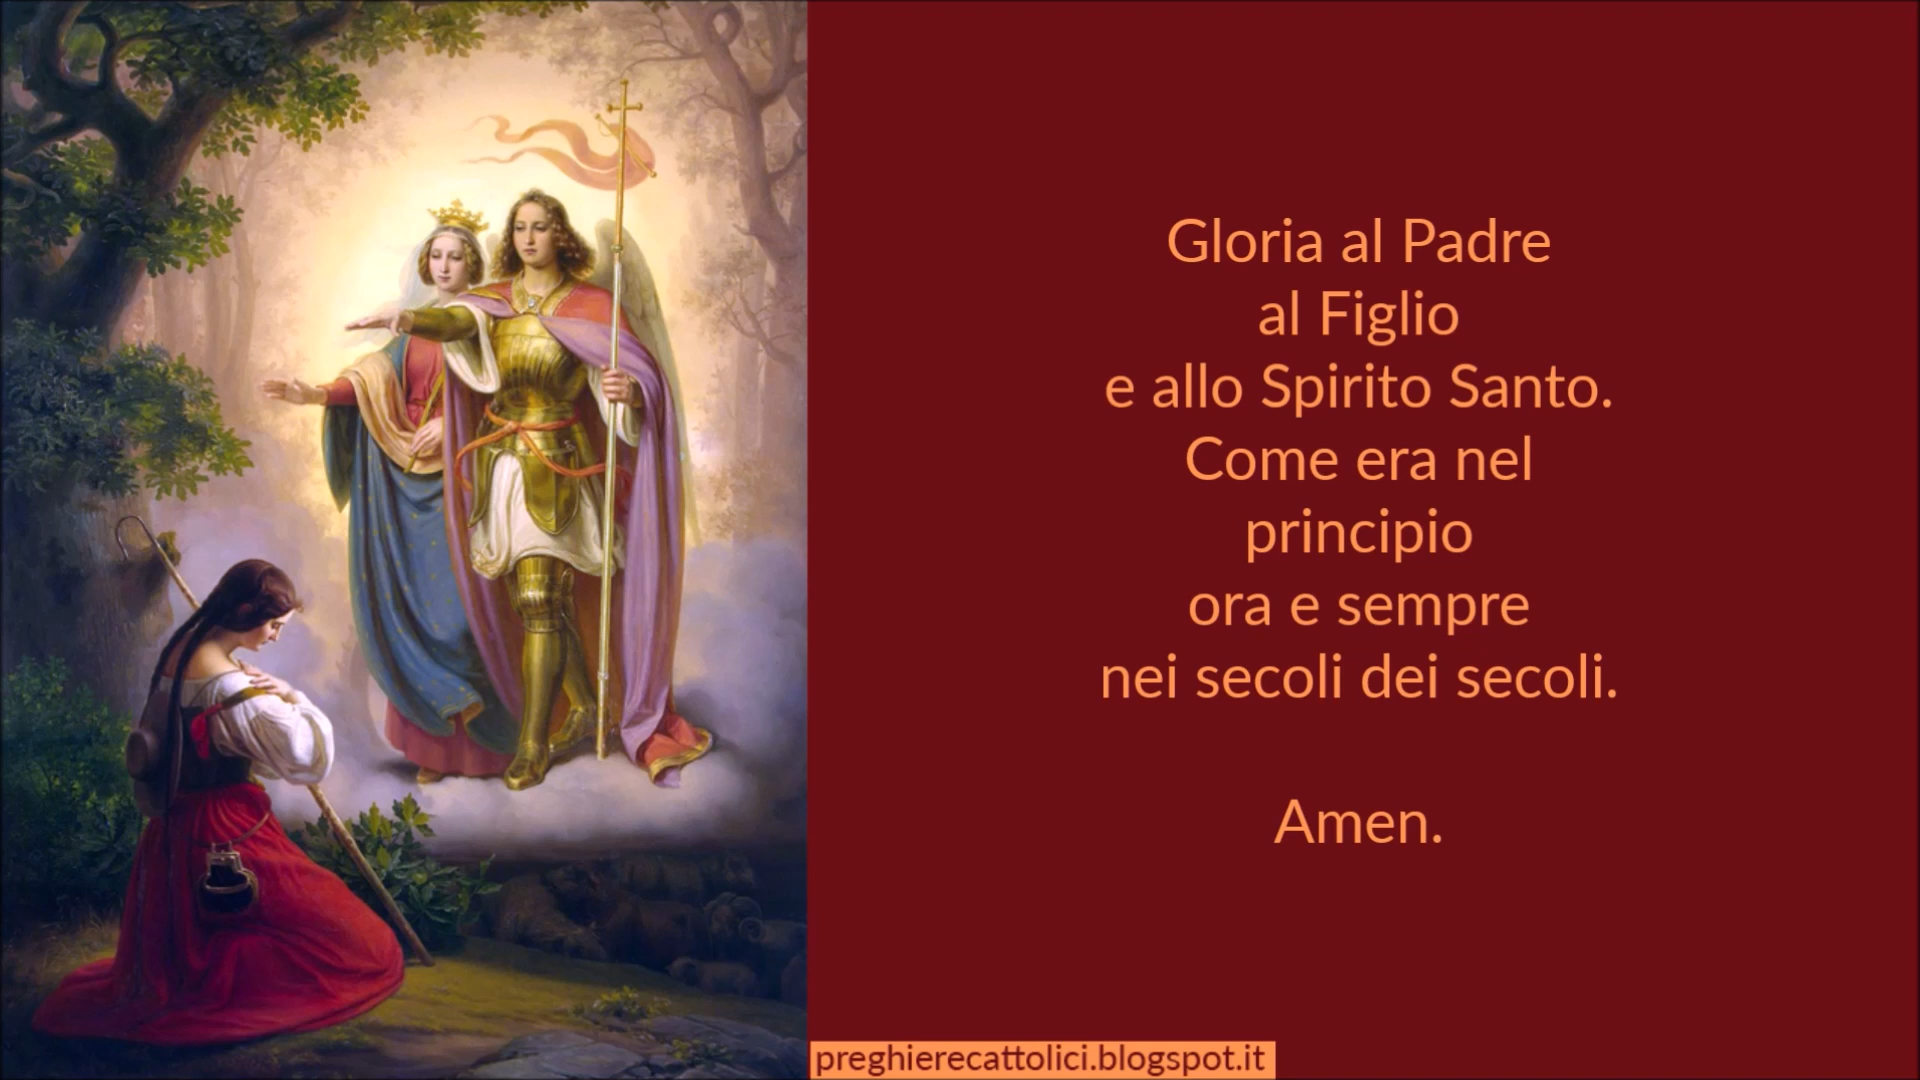 Gloria al Padre
al Figlio
e allo Spirito Santo.
Come era nel
principio
ora e sempre
nei secoli dei secoli.
Amen.
preghierecattolici.blogspot.it